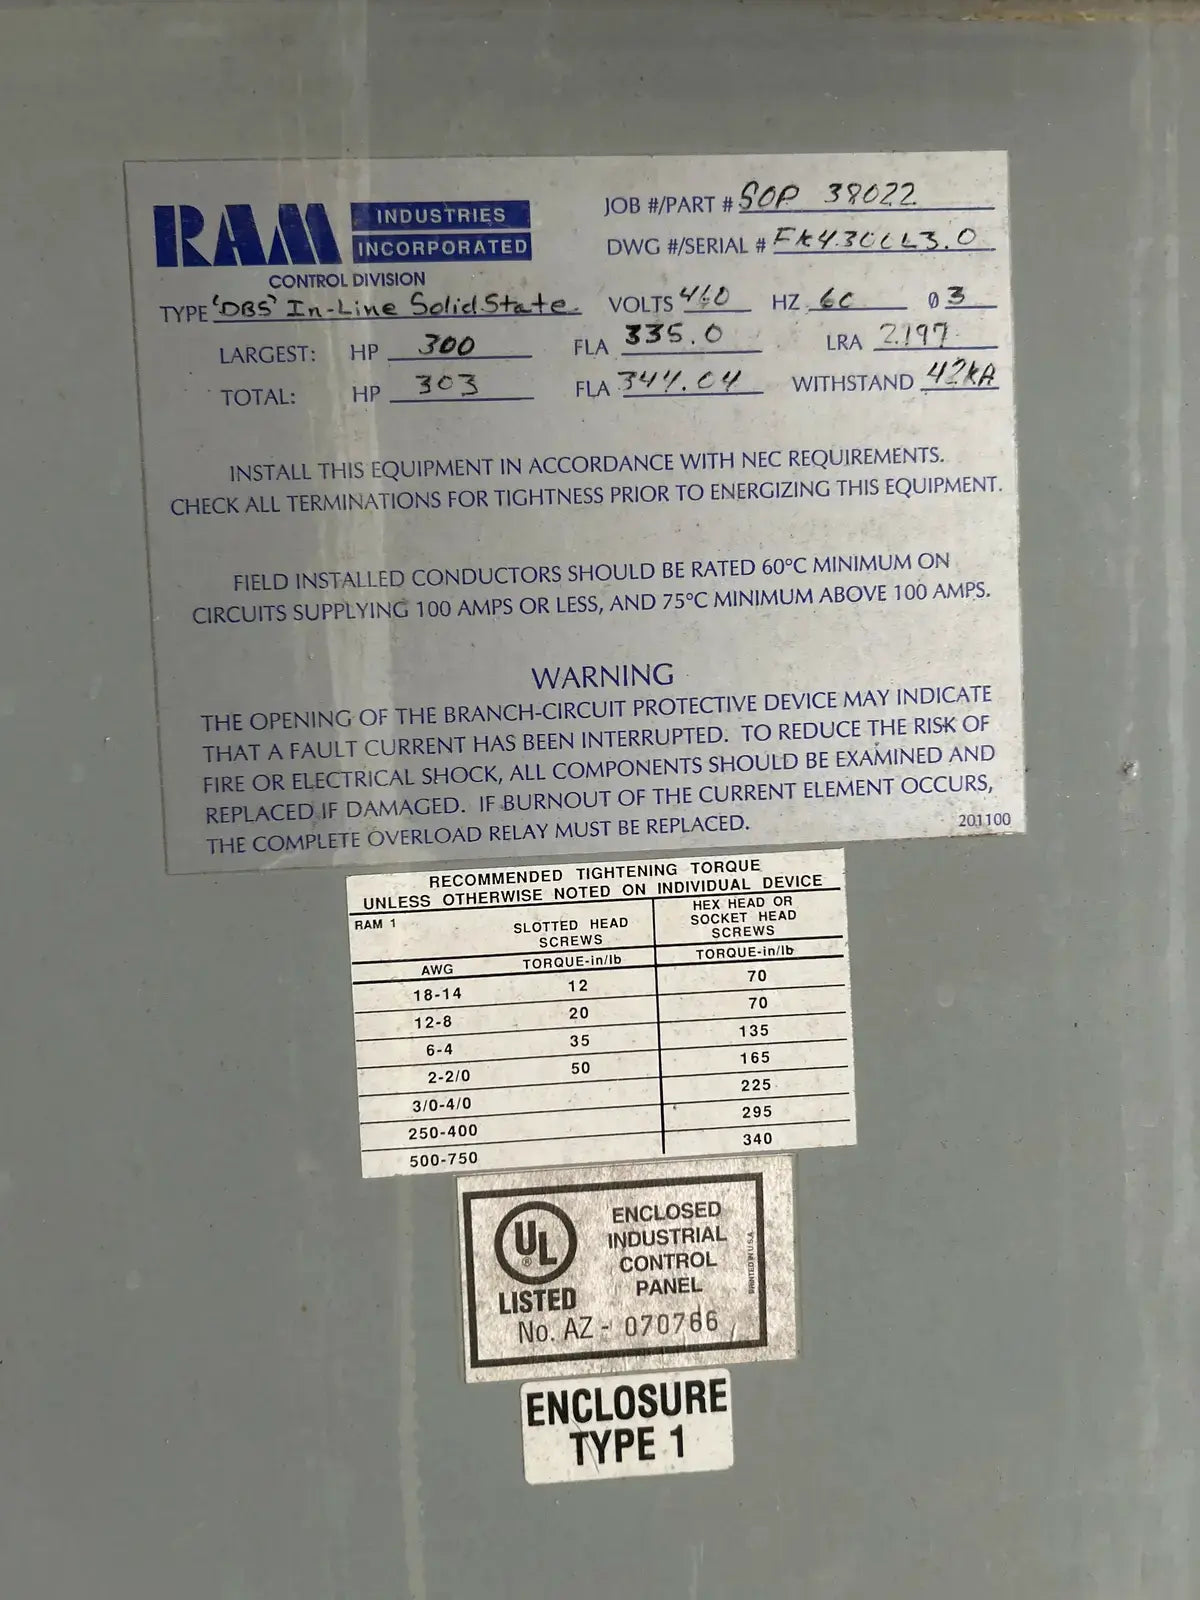 RAM INDUSTRIES INCORPORATED
CONTROL DIVISION
JOB #/PART # SOP 38022
DWG #/SERIAL # FK430CL3.0
TYPE 'DBS' In-Line Solid State. VOLTS 460 HZ 60 Ø 3
LARGEST: HP 300 FLA 335.0 LRA 2197
TOTAL: HP 303 FLA 344.04 WITHSTAND 42kA
INSTALL THIS EQUIPMENT IN ACCORDANCE WITH NEC REQUIREMENTS.
CHECK ALL TERMINATIONS FOR TIGHTNESS PRIOR TO ENERGIZING THIS EQUIPMENT.
FIELD INSTALLED CONDUCTORS SHOULD BE RATED 60°C MINIMUM ON
CIRCUITS SUPPLYING 100 AMPS OR LESS, AND 75°C MINIMUM ABOVE 100 AMPS.
WARNING
THE OPENING OF THE BRANCH-CIRCUIT PROTECTIVE DEVICE MAY INDICATE
THAT A FAULT CURRENT HAS BEEN INTERRUPTED. TO REDUCE THE RISK OF
FIRE OR ELECTRICAL SHOCK, ALL COMPONENTS SHOULD BE EXAMINED AND
REPLACED IF DAMAGED. IF BURNOUT OF THE CURRENT ELEMENT OCCURS,
THE COMPLETE OVERLOAD RELAY MUST BE REPLACED.
201100
RECOMMENDED TIGHTENING TORQUE
UNLESS OTHERWISE NOTED ON INDIVIDUAL DEVICE
RAM 1
SLOTTED HEAD
SCREWS
HEX HEAD OR
SOCKET HEAD
SCREWS
AWG TORQUE-in/lb TORQUE-in/lb
18-14 12 70
12-8 20 70
6-4 35 135
2-2/0 50 165
3/0-4/0 225
250-400 295
500-750 340
UL
®
LISTED
ENCLOSED
INDUSTRIAL
CONTROL
PANEL
PRINTED IN U.S.A.
No. AZ- 070766
ENCLOSURE
TYPE 1